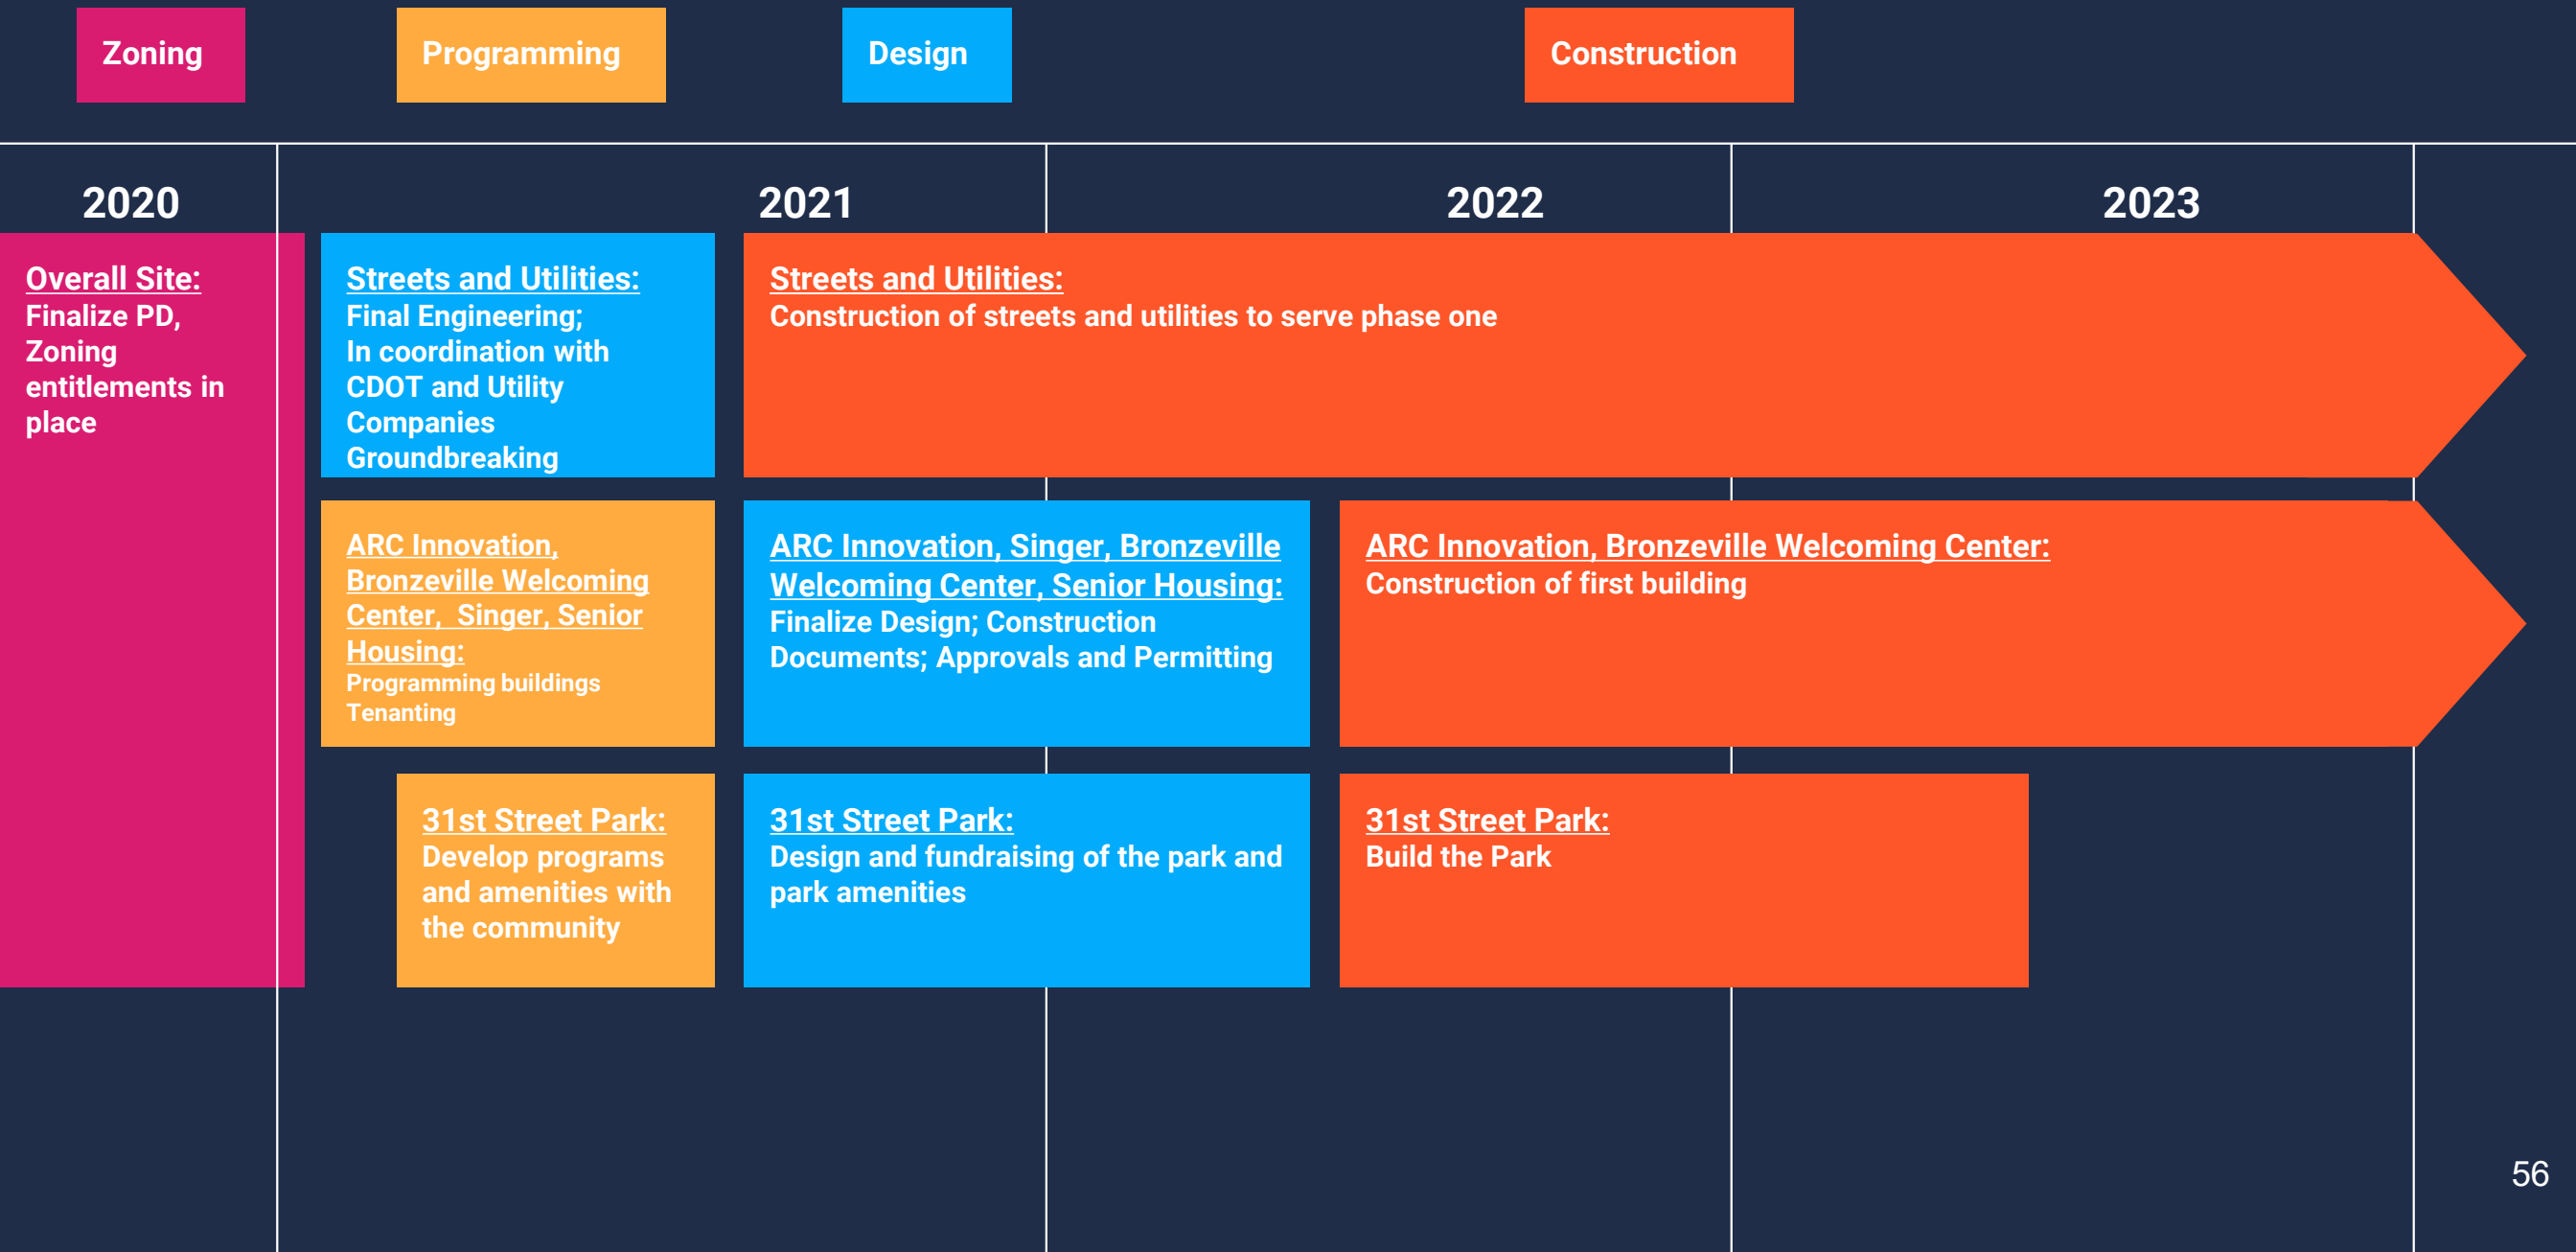 Zoning
Programming
Design
Construction
2020
2021
2022
2023
Overall Site:
Finalize PD,
Zoning
entitlements in
place
Streets and Utilities:
Final Engineering;
In coordination with
CDOT and Utility
Companies
Groundbreaking
Streets and Utilities:
Construction of streets and utilities to serve phase one
ARC Innovation,
Bronzeville Welcoming
Center, Singer, Senior
Housing:
Programming buildings
Tenanting
ARC Innovation, Singer, Bronzeville
Welcoming Center, Senior Housing:
Finalize Design; Construction
Documents; Approvals and Permitting
ARC Innovation, Bronzeville Welcoming Center:
Construction of first building
31st Street Park:
Develop programs
and amenities with
the community
31st Street Park:
Design and fundraising of the park and
park amenities
31st Street Park:
Build the Park
56